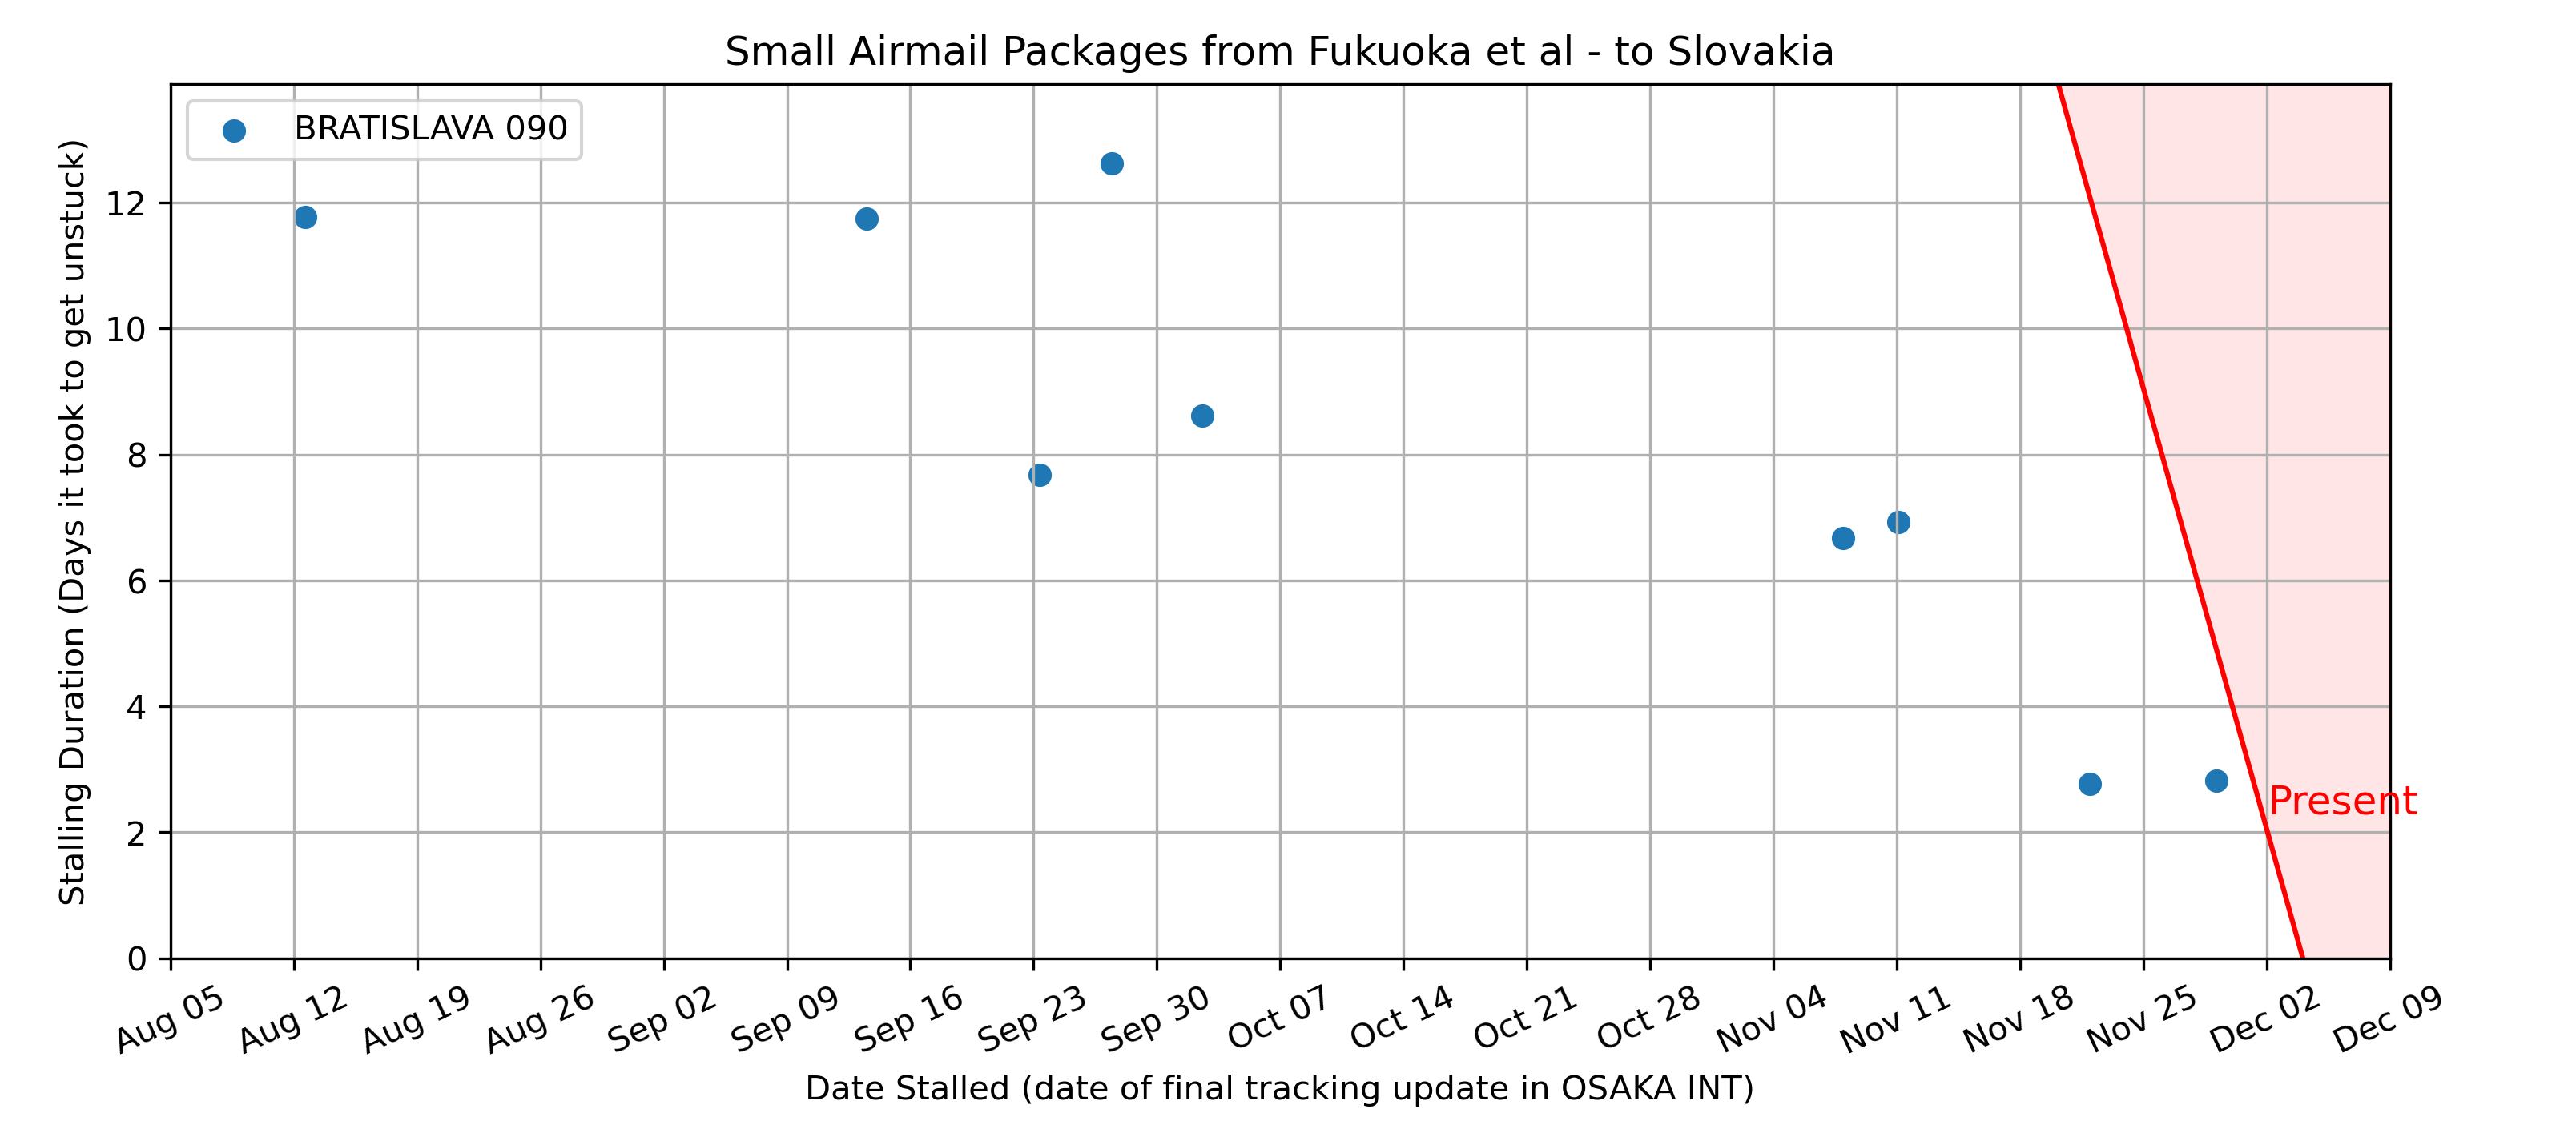 Small Airmail Packages from Fukuoka et al - to Slovakia
BRATISLAVA 090
Stalling Duration (Days it took to get unstuck)
12
10
8
6
4
2
0
Present
Aug 05
Aug 12
Aug 19
Aug 26
Sep 02
Sep 09
Sep 16
Sep 23
Sep 30
Oct 07
Oct 14
Oct 21
Oct 28
Nov 04
Nov 11
Nov 18
Nov 25
Dec 02
Dec 09
Date Stalled (date of final tracking update in OSAKA INT)